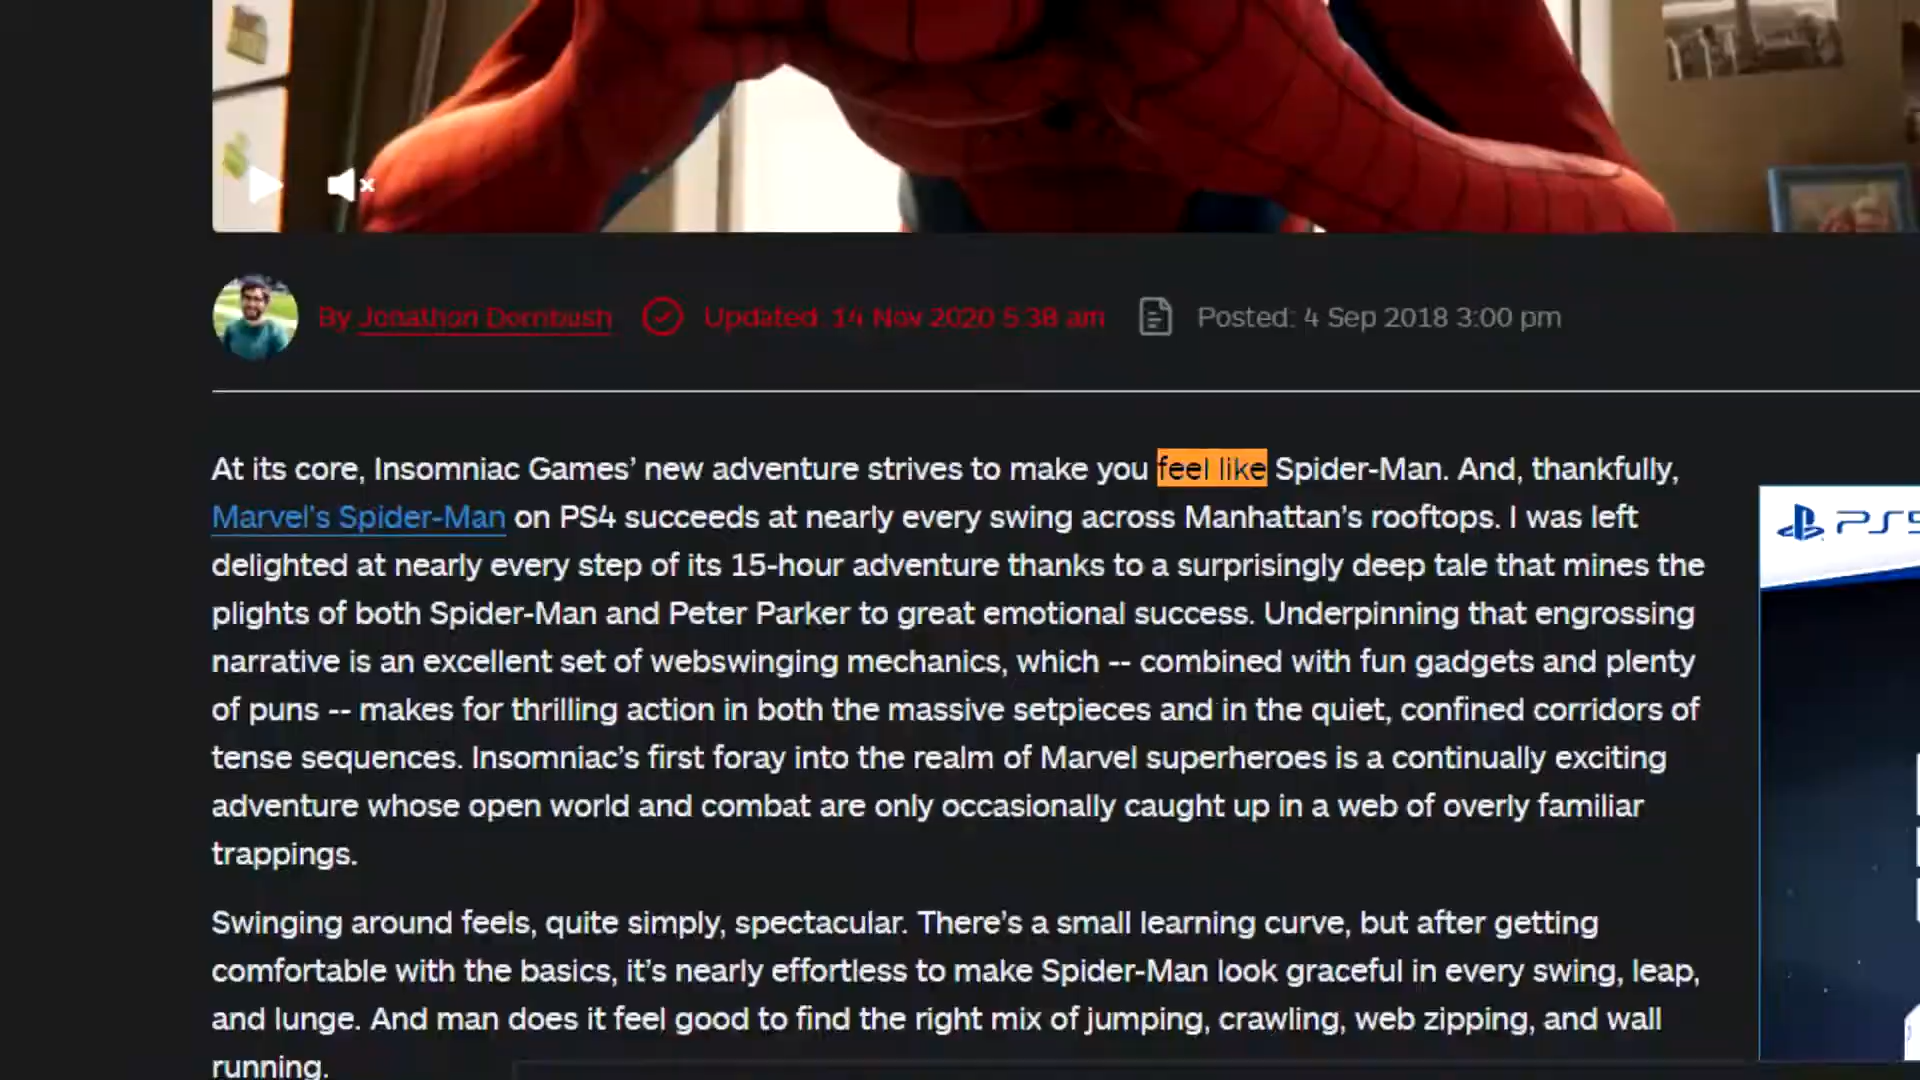 By Jonathon Dornbush Updated: 14 Nov 2020 5:38 am Posted: 4 Sep 2018 3:00 pm
At its core, Insomniac Games’ new adventure strives to make you feel like Spider-Man. And, thankfully,
Marvel's Spider-Man on PS4 succeeds at nearly every swing across Manhattan’s rooftops. I was left
delighted at nearly every step of its 15-hour adventure thanks to a surprisingly deep tale that mines the
plights of both Spider-Man and Peter Parker to great emotional success. Underpinning that engrossing
narrative is an excellent set of webswinging mechanics, which -- combined with fun gadgets and plenty
of puns -- makes for thrilling action in both the massive setpieces and in the quiet, confined corridors of
tense sequences. Insomniac’s first foray into the realm of Marvel superheroes is a continually exciting
adventure whose open world and combat are only occasionally caught up in a web of overly familiar
trappings.
Swinging around feels, quite simply, spectacular. There’s a small learning curve, but after getting
comfortable with the basics, it’s nearly effortless to make Spider-Man look graceful in every swing, leap,
and lunge. And man does it feel good to find the right mix of jumping, crawling, web zipping, and wall
running.
PS5